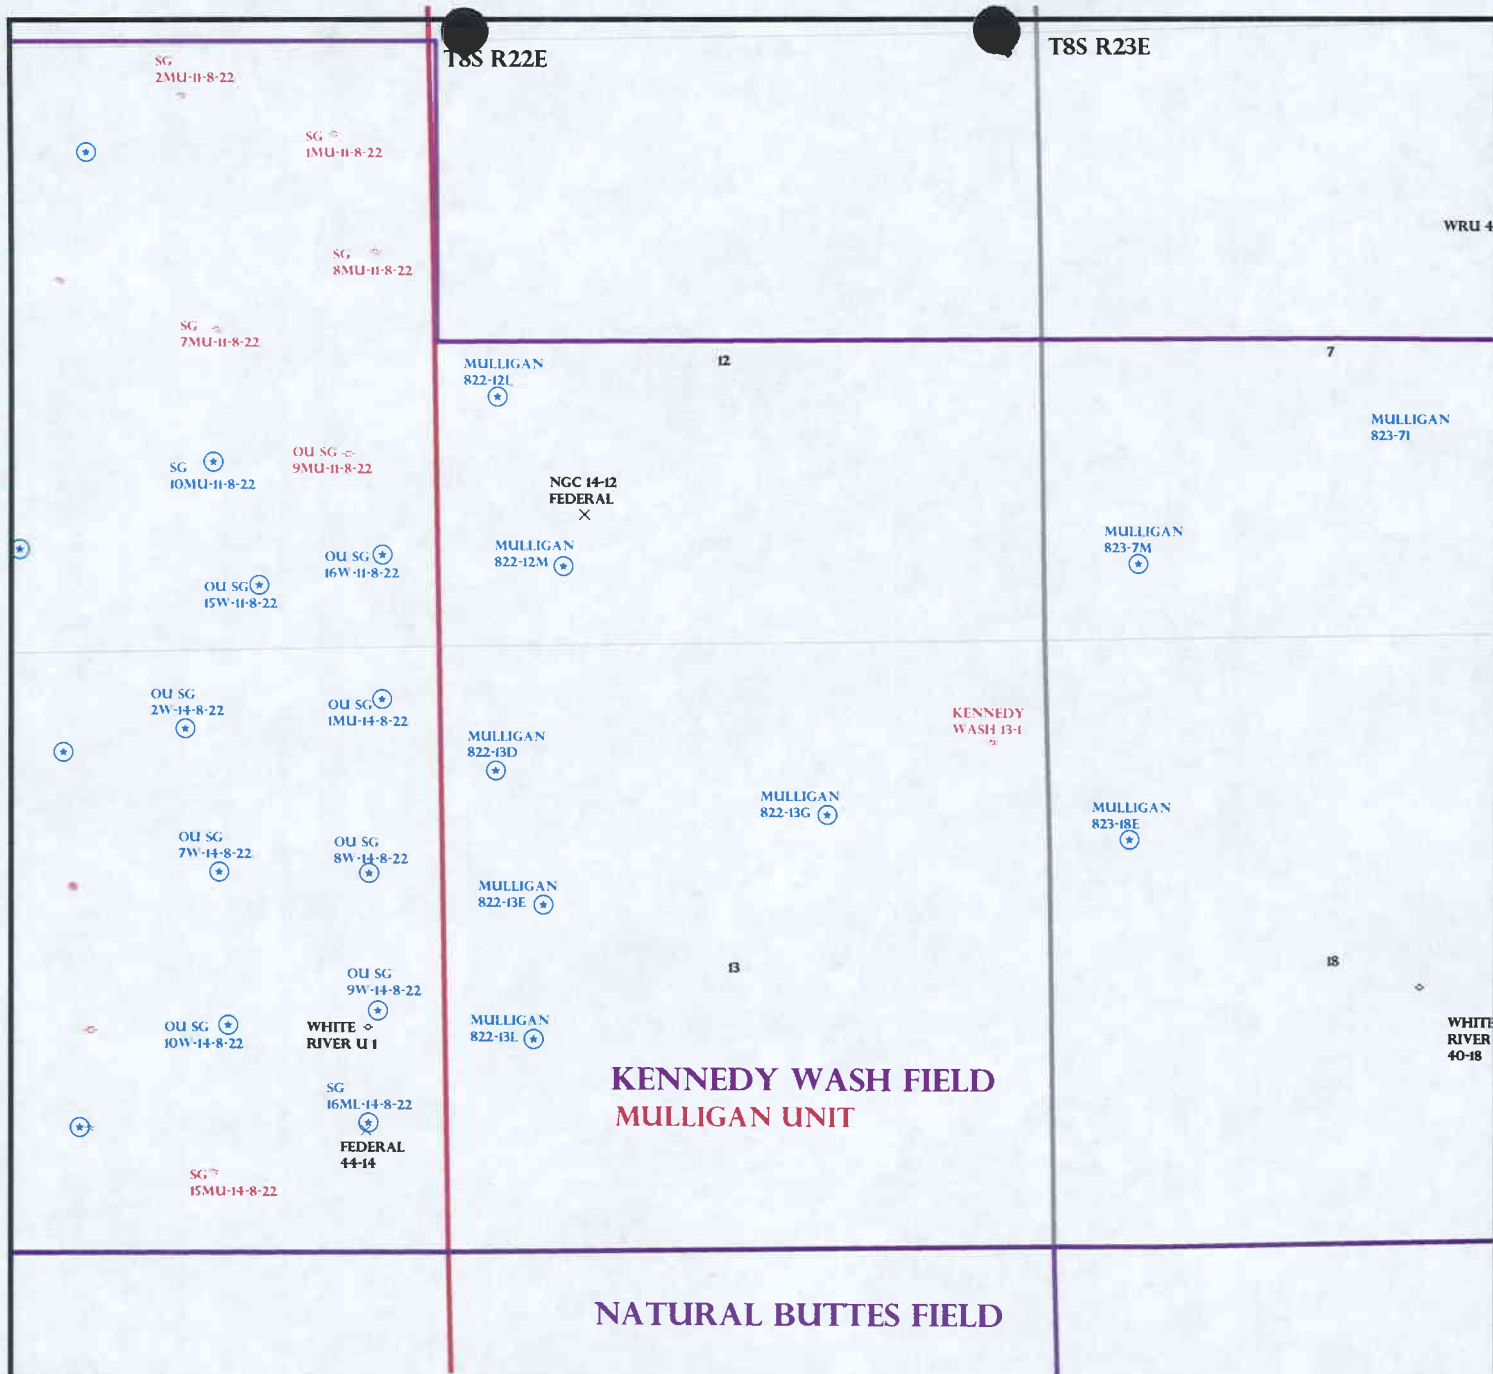 T8S R22E
T8S R23E
SG
2MU-11-8-22
SG
1MU-11-8-22
WRU 4
SG
8MU-11-8-22
SG
7MU-11-8-22
12
7
MULLIGAN
822-12L
MULLIGAN
823-7I
OU SG
9MU-11-8-22
SG
10MU-11-8-22
NGC 14-12
FEDERAL
MULLIGAN
822-12M
MULLIGAN
823-7M
OU SG
16W-11-8-22
OU SG
15W-11-8-22
OU SG
2W-14-8-22
OU SG
1MU-14-8-22
KENNEDY
WASH 13-1
MULLIGAN
822-13D
MULLIGAN
822-13G
MULLIGAN
823-18E
OU SG
7W-14-8-22
OU SG
8W-14-8-22
MULLIGAN
822-13E
13
18
OU SG
9W-14-8-22
OU SG
10W-14-8-22
WHITE
RIVER U 1
MULLIGAN
822-13L
WHITE
RIVER
40-18
KENNEDY WASH FIELD
MULLIGAN UNIT
SG
16ML-14-8-22
FEDERAL
44-14
SG
15MU-14-8-22
NATURAL BUTTES FIELD